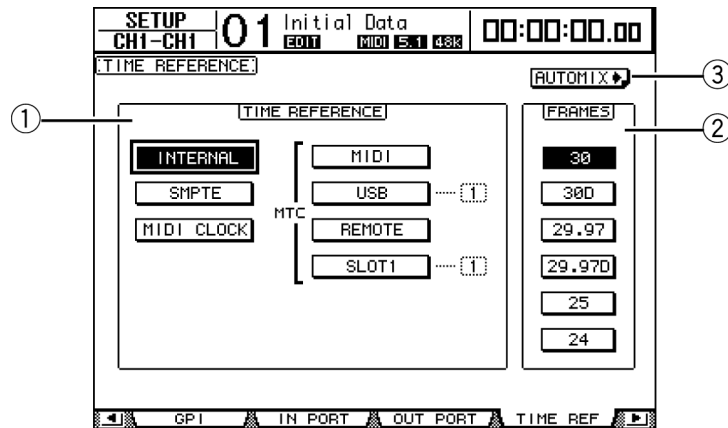 SETUP
CH1-CH1
01
Initial Data
EDIT MIDI 5.1 48k
00:00:00.00
TIME REFERENCE
AUTOMIX
3
1
TIME REFERENCE
FRAMES
2
INTERNAL
SMPTE
MIDI CLOCK
MTC
MIDI
USB 1
REMOTE
SLOT1 1
30
30D
29.97
29.97D
25
24
GPI IN PORT OUT PORT TIME REF